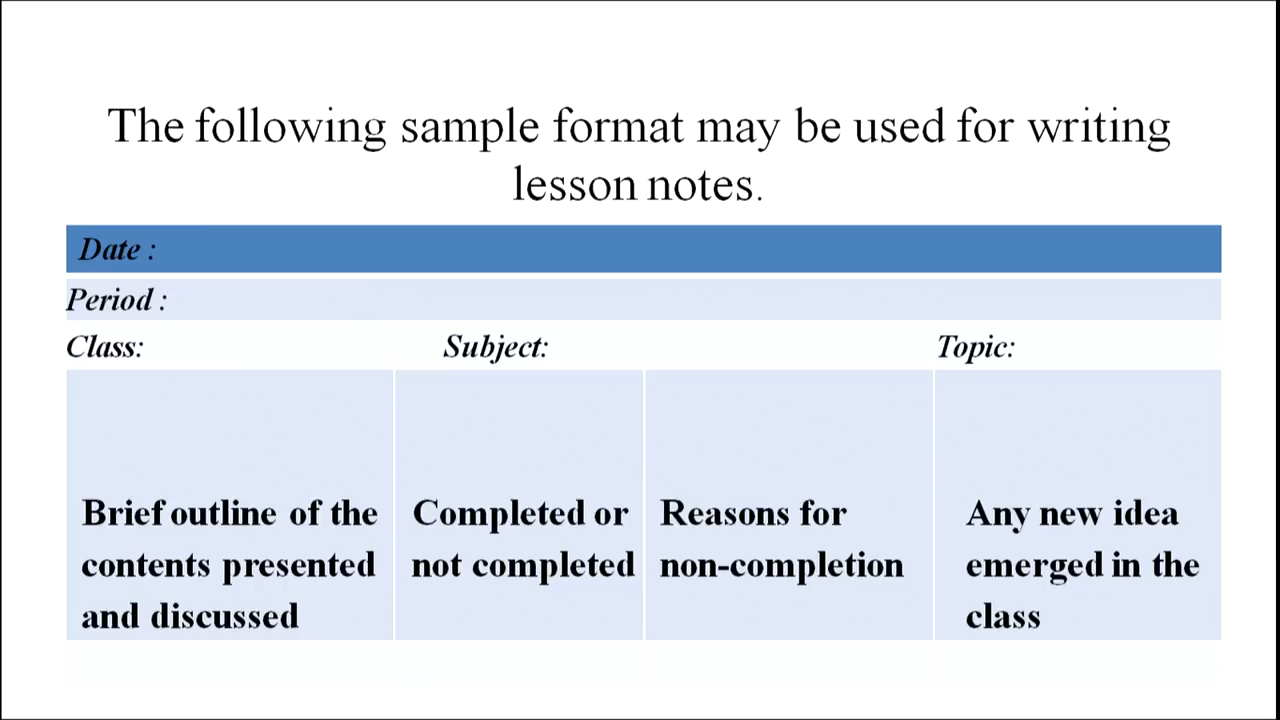 The following sample format may be used for writing
lesson notes.
Date :
Period :
Class: Subject: Topic:
Brief outline of the
contents presented
and discussed
Completed or
not completed
Reasons for
non-completion
Any new idea
emerged in the
class